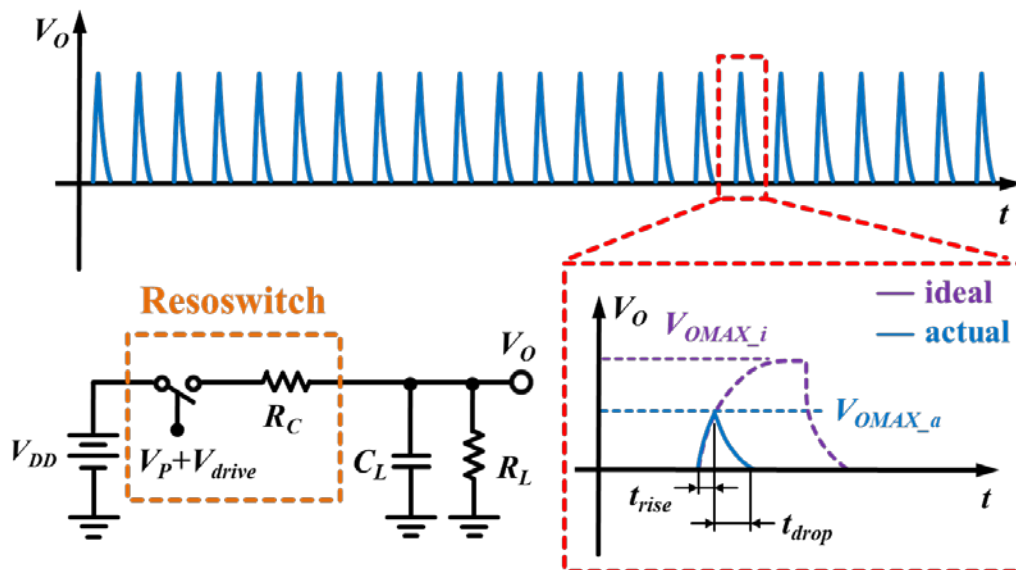 V_O
t
Resoswitch
V_O
R_C
V_DD
V_P+V_drive
C_L
R_L
ideal
actual
V_O
V_OMAX_i
V_OMAX_a
t_rise
t_drop
t